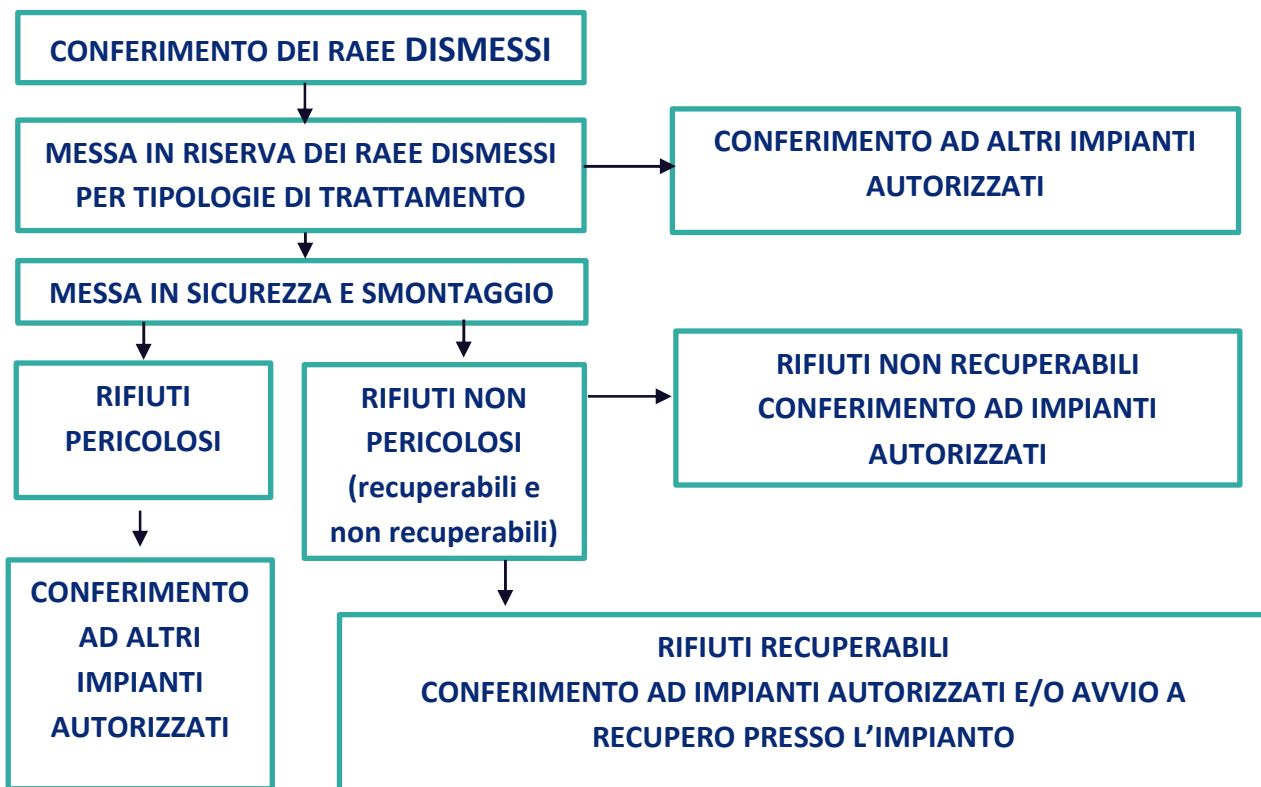 CONFERIMENTO DEI RAEE DISMESSI
MESSA IN RISERVA DEI RAEE DISMESSI
PER TIPOLOGIE DI TRATTAMENTO
CONFERIMENTO AD ALTRI IMPIANTI
AUTORIZZATI
MESSA IN SICUREZZA E SMONTAGGIO
RIFIUTI
PERICOLOSI
RIFIUTI NON
PERICOLOSI
(recuperabili e
non recuperabili)
RIFIUTI NON RECUPERABILI
CONFERIMENTO AD IMPIANTI
AUTORIZZATI
CONFERIMENTO
AD ALTRI
IMPIANTI
AUTORIZZATI
RIFIUTI RECUPERABILI
CONFERIMENTO AD IMPIANTI AUTORIZZATI E/O AVVIO A
RECUPERO PRESSO L’IMPIANTO